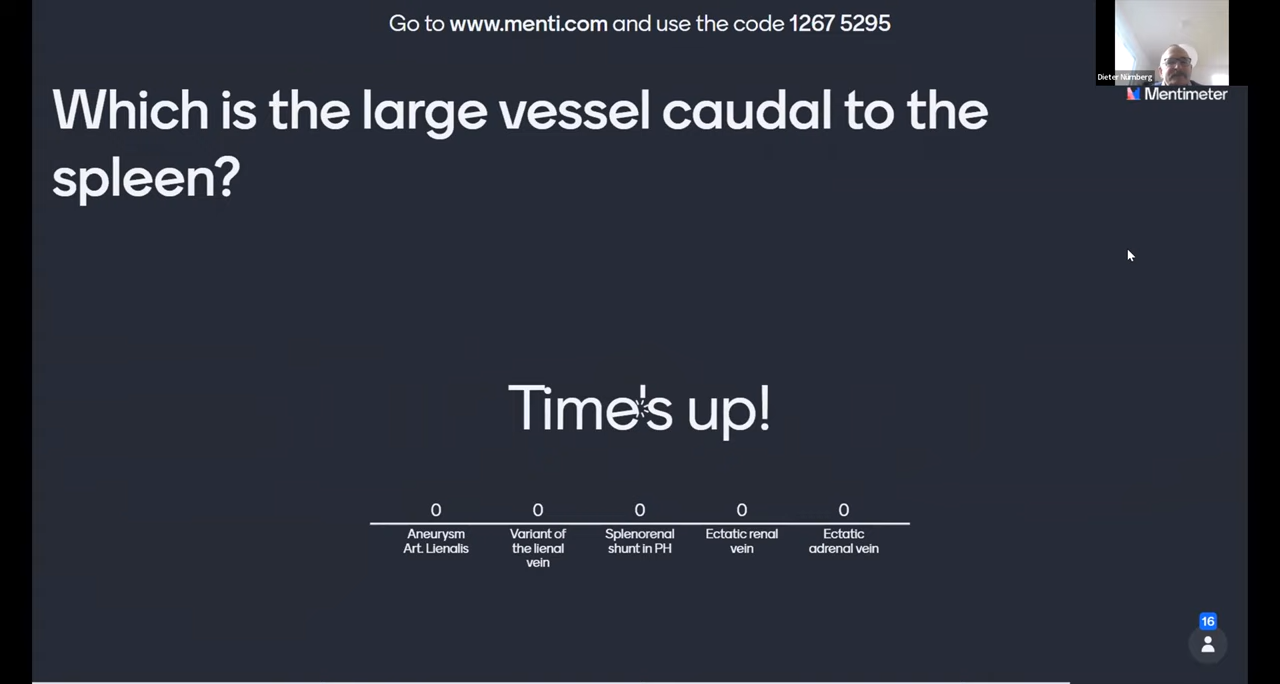 Go to www.menti.com and use the code 1267 5295
Dieter Nürnberg
Mentimeter
Which is the large vessel caudal to the
spleen?
Time's up!
0 0 0 0 0
Aneurysm
Art. Lienalis
Variant of
the lienal
vein
Splenorenal
shunt in PH
Ectatic renal
vein
Ectatic
adrenal vein
16